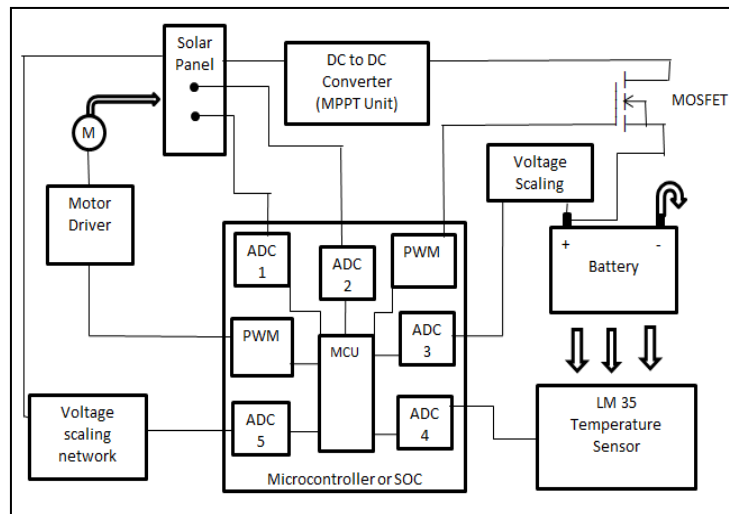 Solar
Panel
DC to DC
Converter
(MPPT Unit)
MOSFET
M
Voltage
Scaling
Motor
Driver
ADC
1
ADC
2
PWM
+
-
Battery
PWM
MCU
ADC
3
Voltage
scaling
network
ADC
5
ADC
4
LM 35
Temperature
Sensor
Microcontroller or SOC